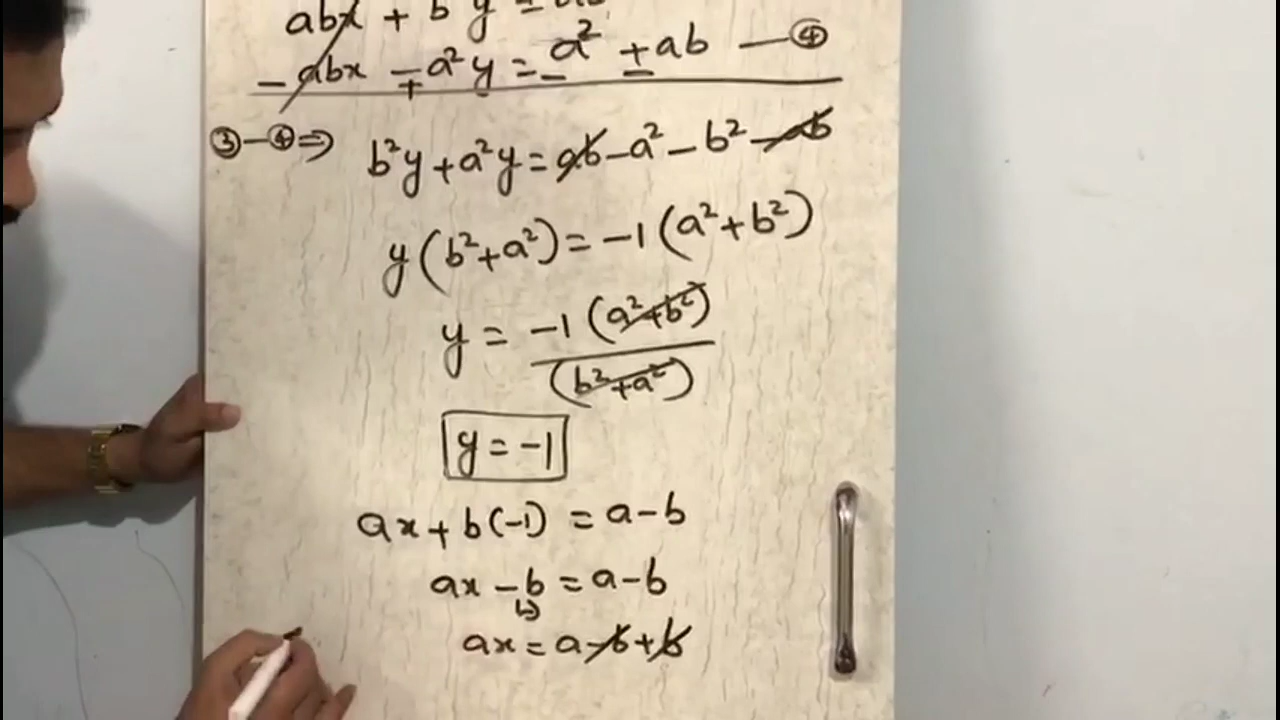 abx + b y =
- abx - a²y = a² + ab — ④
+ - -
③ - ④ ⇒ b²y + a²y = ab - a² - b² - ab
y (b² + a²) = -1 (a² + b²)
y = -1 (a² + b²) / (b² + a²)
y = -1
ax + b(-1) = a - b
ax - b = a - b
ax = a - b + b